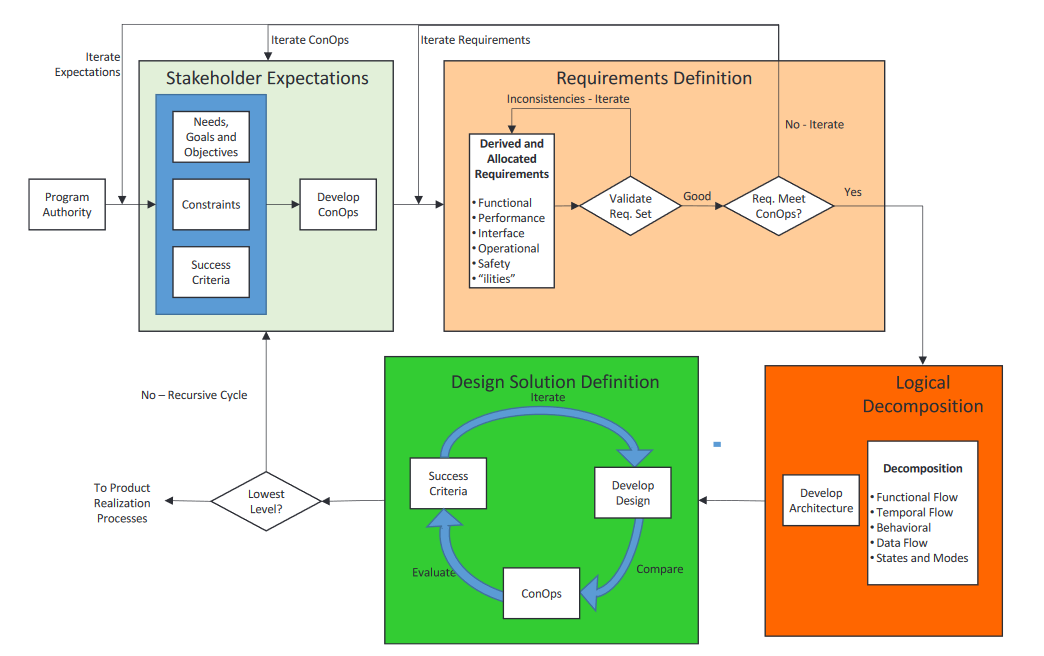 Iterate
Expectations
Iterate ConOps
Iterate Requirements
Stakeholder Expectations
Needs,
Goals and
Objectives
Program
Authority
Constraints
Develop
ConOps
Success
Criteria
Requirements Definition
Inconsistencies - Iterate
No - Iterate
Derived and
Allocated
Requirements
• Functional
• Performance
• Interface
• Operational
• Safety
• “ilities”
Validate
Req. Set
Good
Req. Meet
ConOps?
Yes
Logical
Decomposition
Develop
Architecture
Decomposition
• Functional Flow
• Temporal Flow
• Behavioral
• Data Flow
• States and Modes
Design Solution Definition
Iterate
Success
Criteria
Develop
Design
Evaluate
Compare
ConOps
No – Recursive Cycle
Lowest
Level?
To Product
Realization
Processes